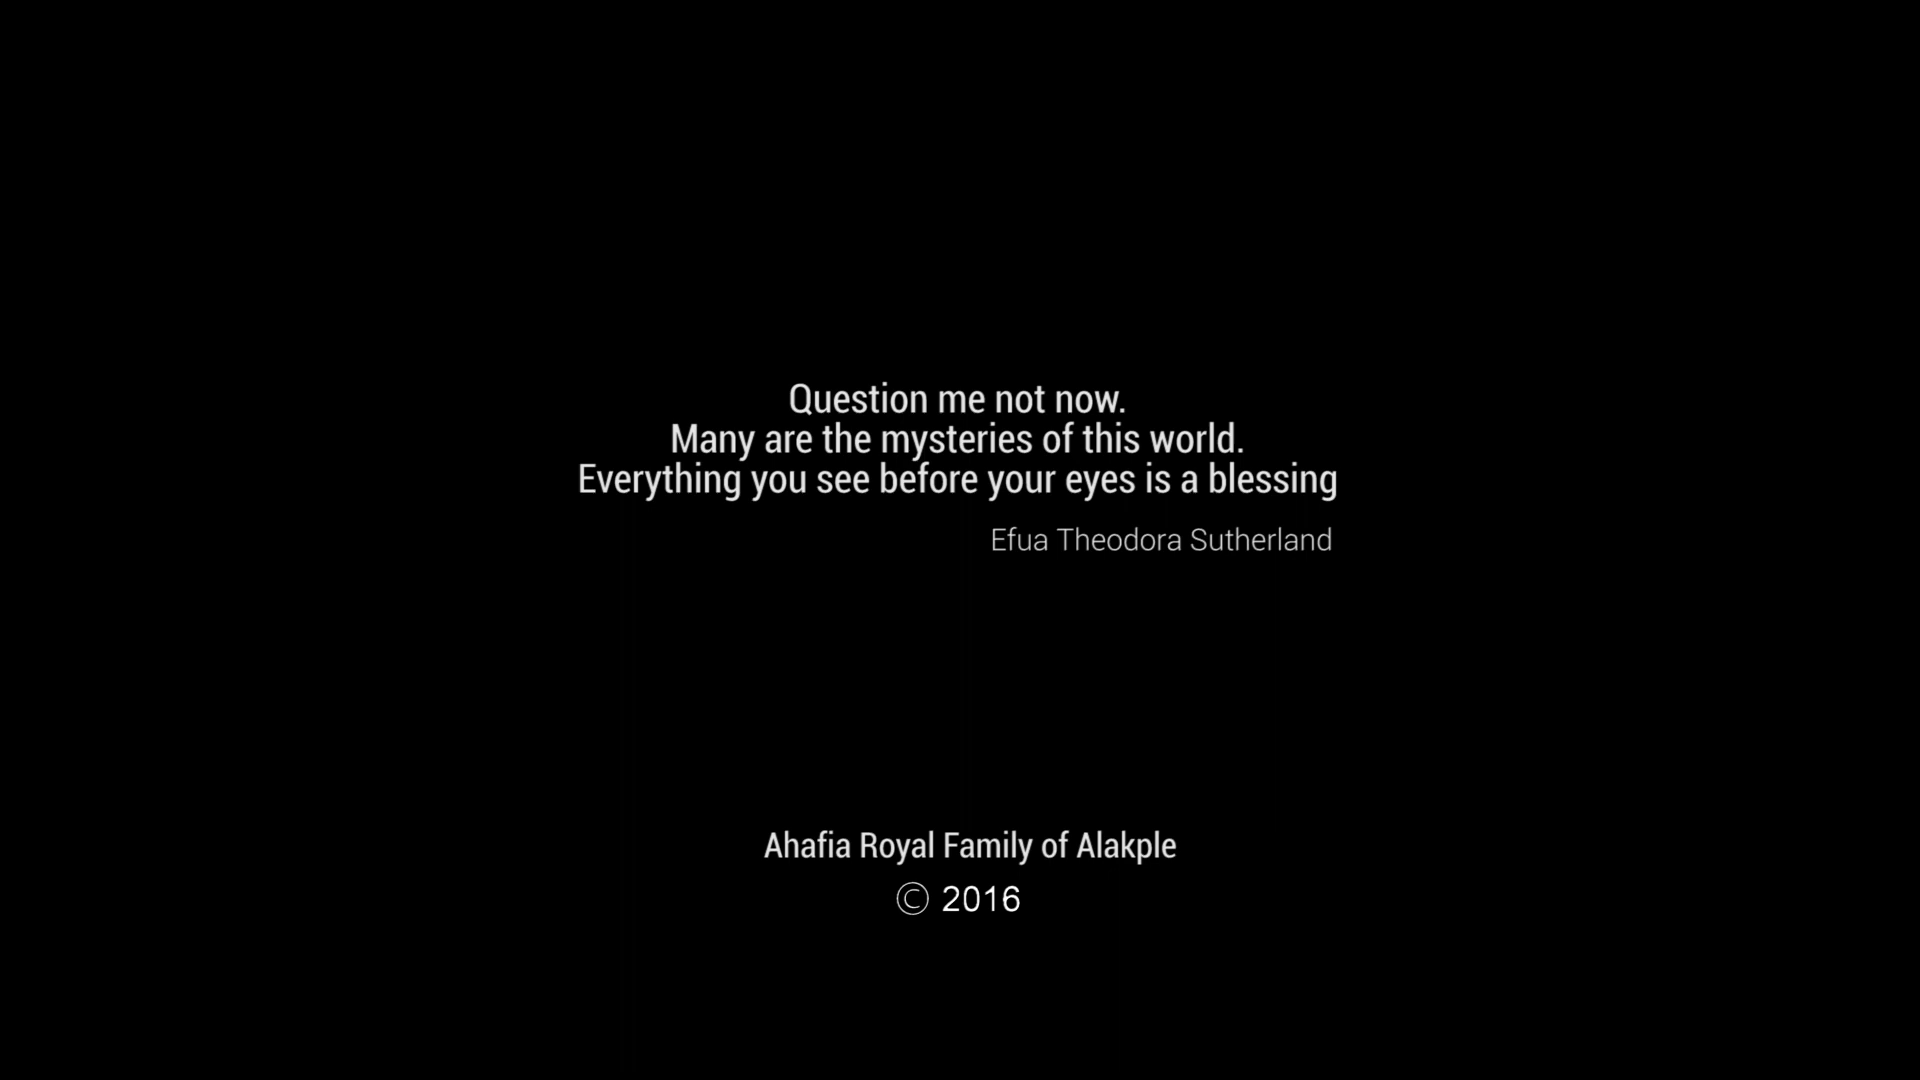 Question me not now.
Many are the mysteries of this world.
Everything you see before your eyes is a blessing
Efua Theodora Sutherland
Ahafia Royal Family of Alakple
© 2016